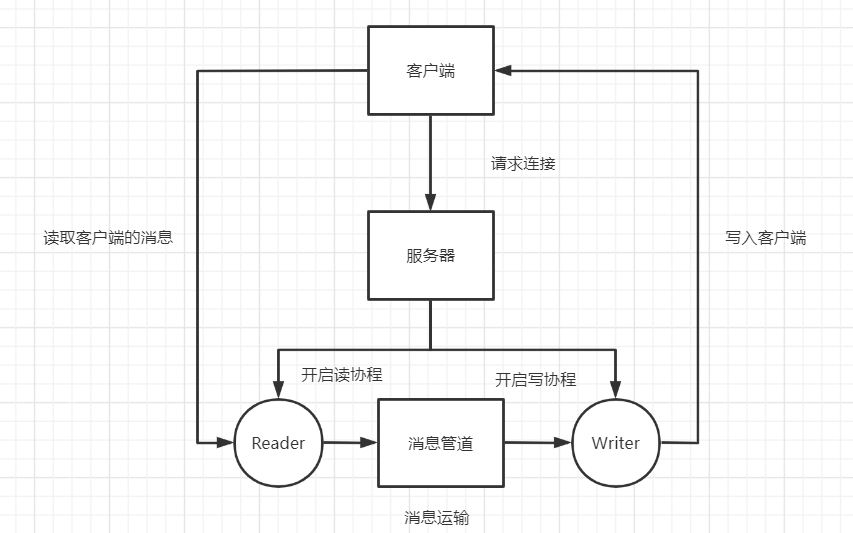 客户端
请求连接
读取客户端的消息
服务器
写入客户端
开启读协程
开启写协程
Reader
消息管道
Writer
消息运输